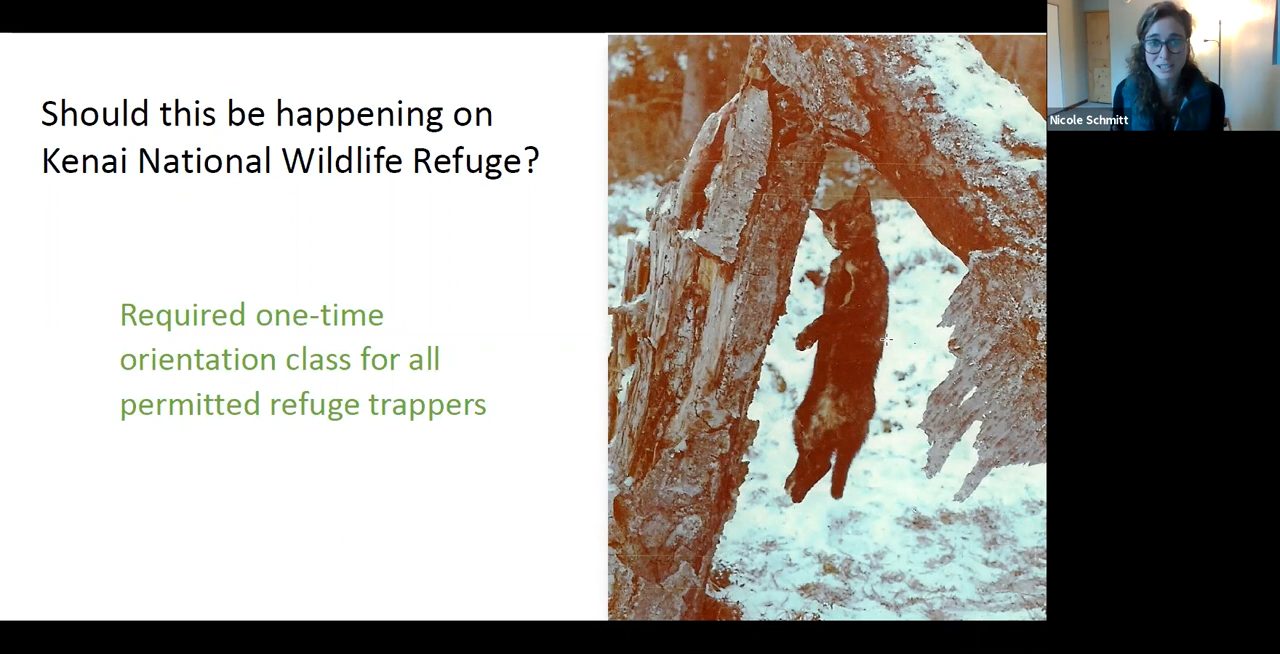 Should this be happening on
Kenai National Wildlife Refuge?
Required one-time
orientation class for all
permitted refuge trappers
Nicole Schmitt